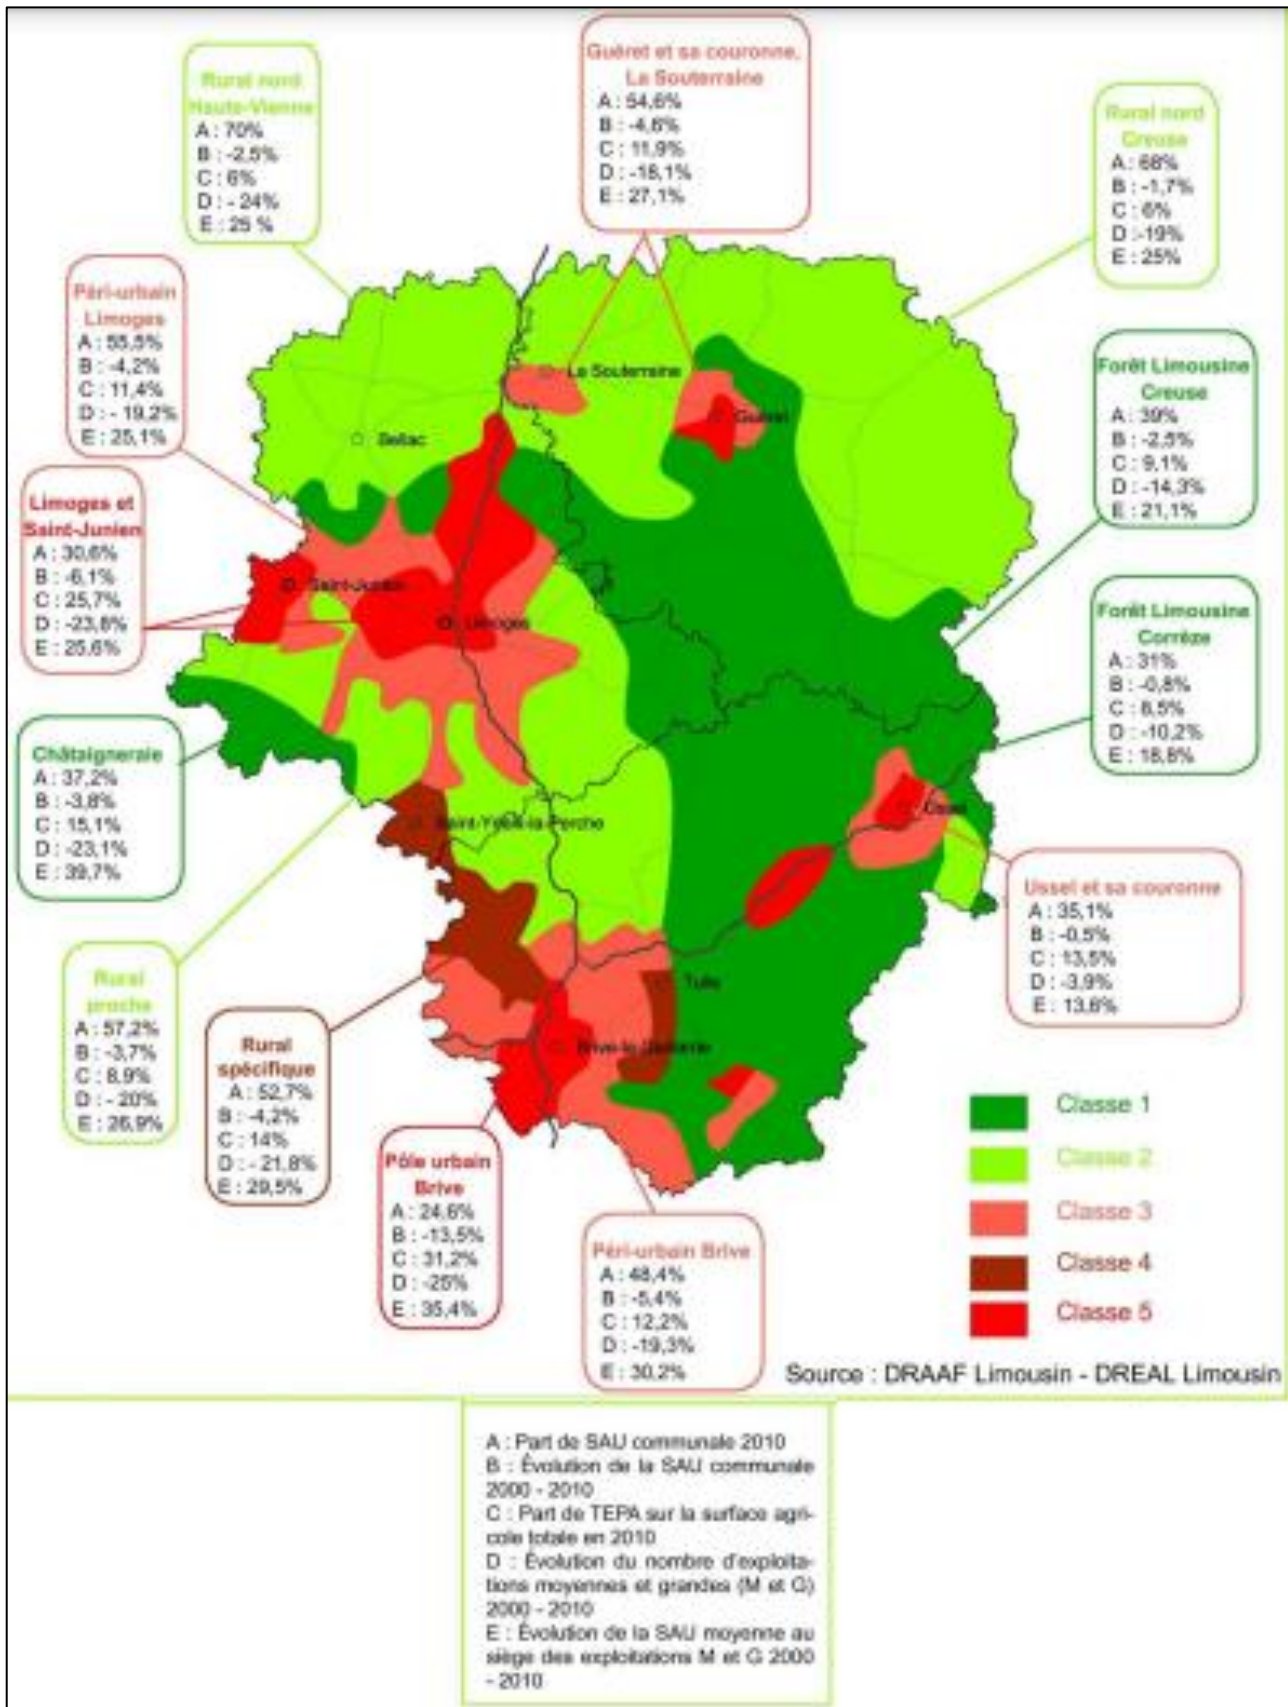 Guéret et sa couronne,
La Souterraine
A : 54,6%
B : -4,6%
C : 11,9%
D : -18,1%
E : 27,1%
Rural nord
Haute-Vienne
A : 70%
B : -2,5%
C : 6%
D : - 24%
E : 25 %
Rural nord
Creuse
A : 68%
B : -1,7%
C : 6%
D :-19%
E : 25%
Péri-urbain
Limoges
A : 55,5%
B : -4,2%
C : 11,4%
D : - 19,2%
E : 25,1%
Forêt Limousine
Creuse
A : 39%
B : -2,5%
C : 9,1%
D : -14,3%
E : 21,1%
Limoges et
Saint-Junien
A : 30,6%
B : -6,1%
C : 25,7%
D : -23,8%
E : 25,6%
Forêt Limousine
Corrèze
A : 31%
B : -0,8%
C : 8,5%
D : -10,2%
E : 18,8%
Châtaigneraie
A : 37,2%
B : -3,8%
C : 15,1%
D : -23,1%
E : 39,7%
Ussel et sa couronne
A : 35,1%
B : -0,5%
C : 13,5%
D : -3,9%
E : 13,6%
Rural
proche
A : 57,2%
B : -3,7%
C : 8,9%
D : - 20%
E : 26,9%
Rural
spécifique
A : 52,7%
B : -4,2%
C : 14%
D : - 21,8%
E : 29,5%
Pôle urbain
Brive
A : 24,6%
B : -13,5%
C : 31,2%
D : -25%
E : 35,4%
Péri-urbain Brive
A : 48,4%
B : -5,4%
C : 12,2%
D : -19,3%
E : 30,2%
La Souterraine
Guéret
Bellac
Saint-Junien
Limoges
Ussel
Saint-Yrieix-la-Perche
Tulle
Brive-la-Gaillarde
Classe 1
Classe 2
Classe 3
Classe 4
Classe 5
Source : DRAAF Limousin - DREAL Limousin
A : Part de SAU communale 2010
B : Évolution de la SAU communale
2000 - 2010
C : Part de TEPA sur la surface agri-
cole totale en 2010
D : Évolution du nombre d'exploita-
tions moyennes et grandes (M et G)
2000 - 2010
E : Évolution de la SAU moyenne au
siège des exploitations M et G 2000
- 2010